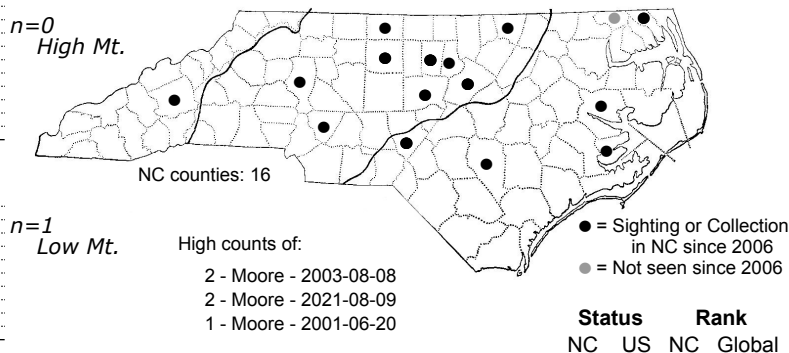 n=0
High Mt.
NC counties: 16
n=1
Low Mt.
High counts of:
2 - Moore - 2003-08-08
2 - Moore - 2021-08-09
1 - Moore - 2001-06-20
= Sighting or Collection
in NC since 2006
= Not seen since 2006
Status Rank
NC US NC Global